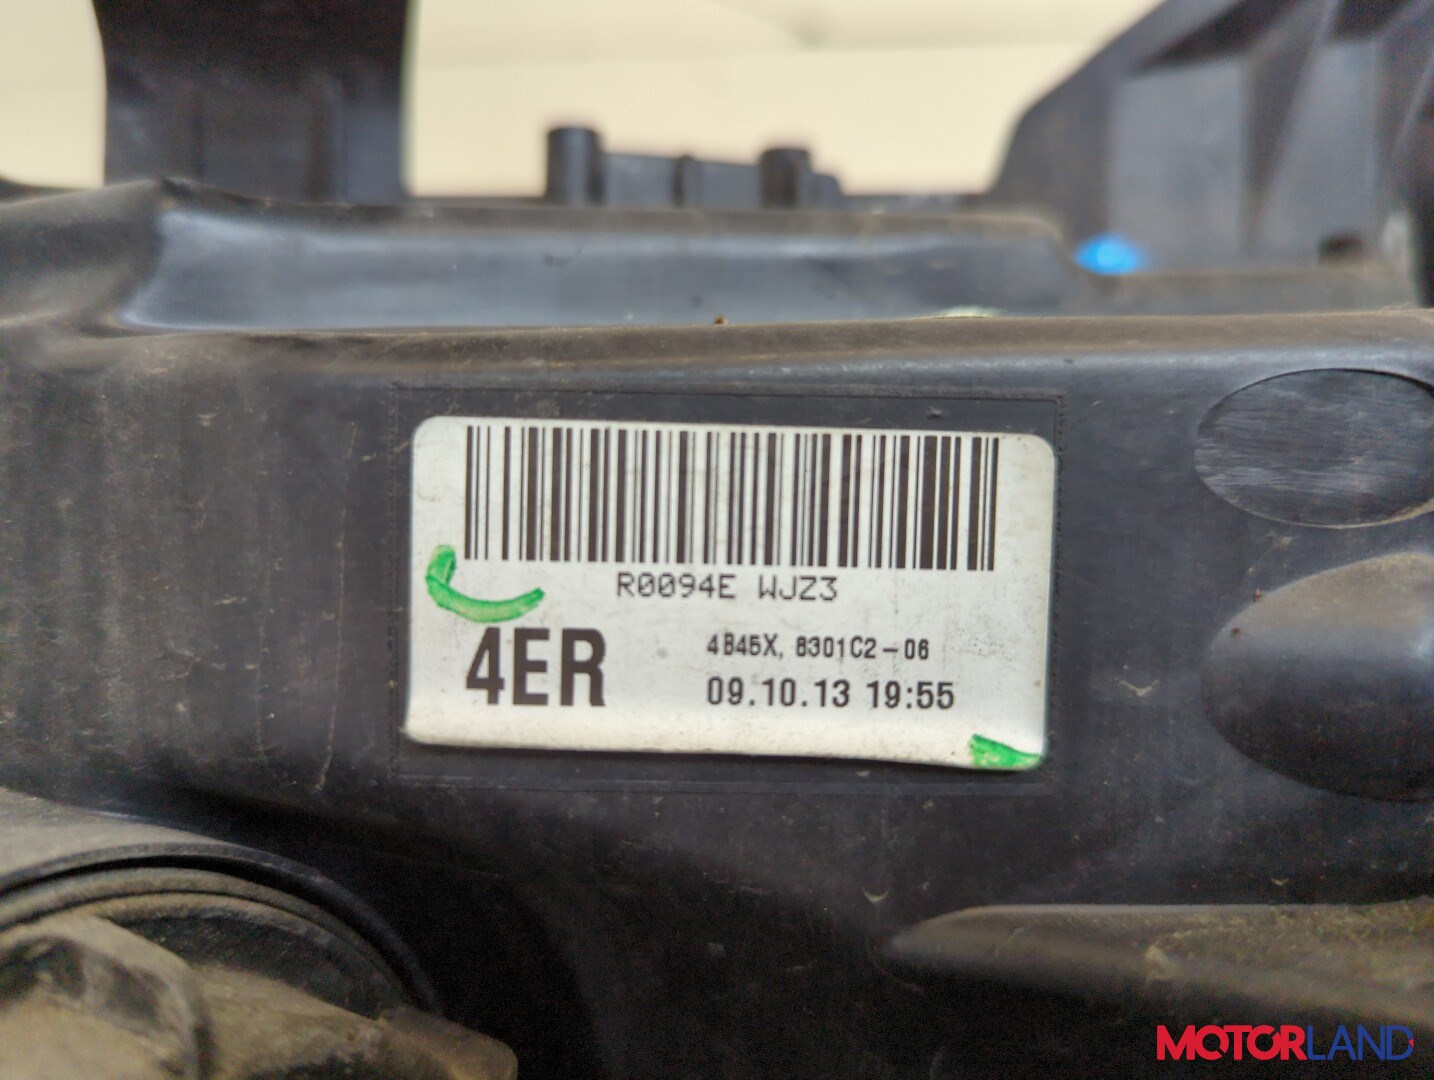 R0094E WJZ3
4ER
4B45X, 8301C2-06
09.10.13 19:55
MOTORLAND